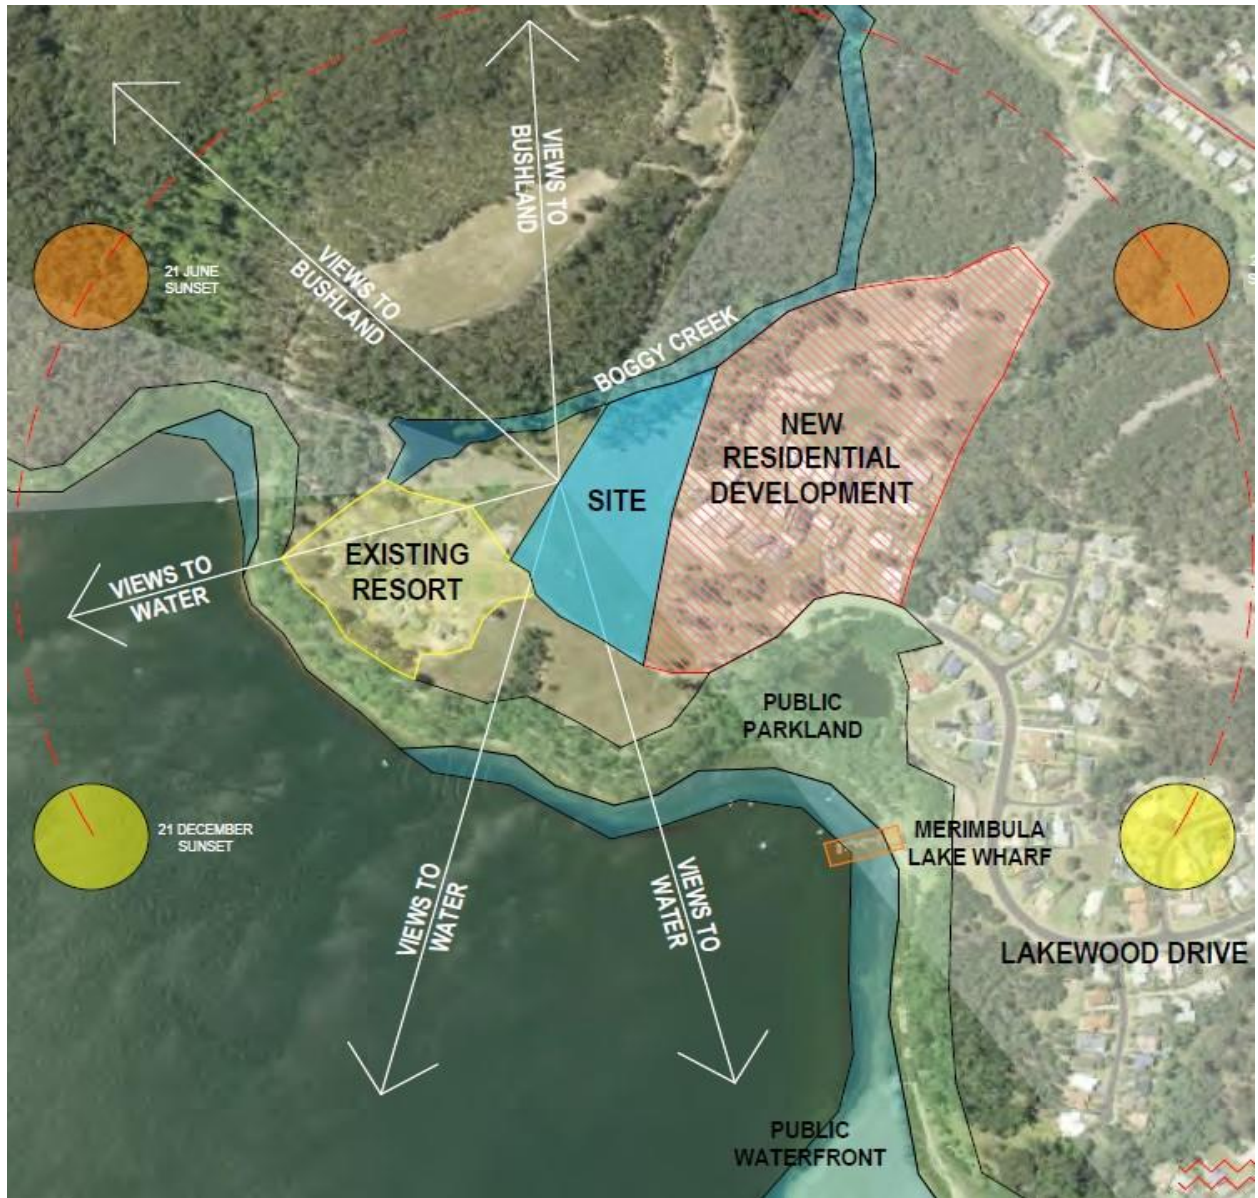 VIEWS TO
BUSHLAND
VIEWS TO
BUSHLAND
21 JUNE
SUNSET
BOGGY CREEK
NEW
RESIDENTIAL
DEVELOPMENT
SITE
EXISTING
RESORT
VIEWS TO
WATER
PUBLIC
PARKLAND
21 DECEMBER
SUNSET
MERIMBULA
LAKE WHARF
VIEWS TO
WATER
VIEWS TO
WATER
LAKEWOOD DRIVE
PUBLIC
WATERFRONT